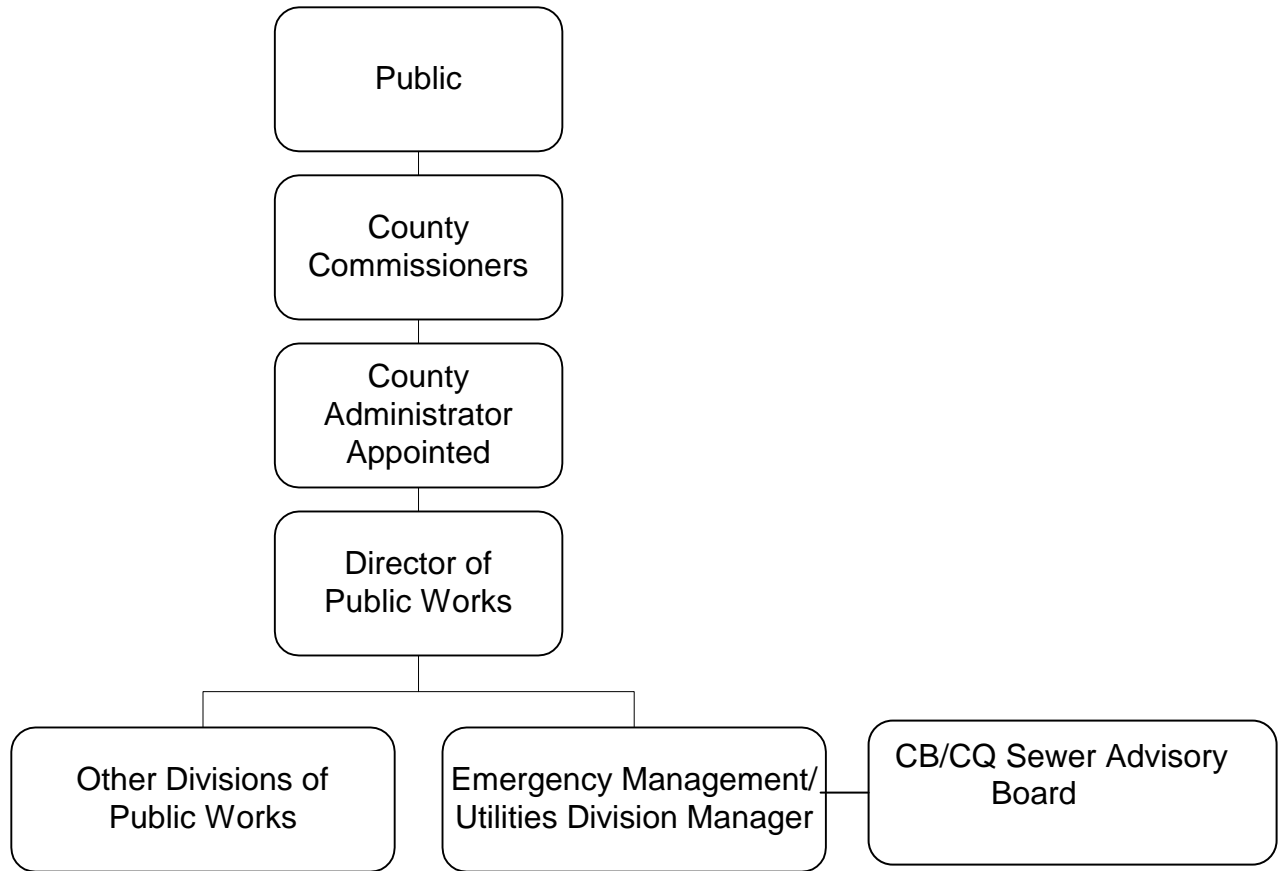 Public
County
Commissioners
County
Administrator
Appointed
Director of
Public Works
Other Divisions of
Public Works
Emergency Management/
Utilities Division Manager
CB/CQ Sewer Advisory
Board